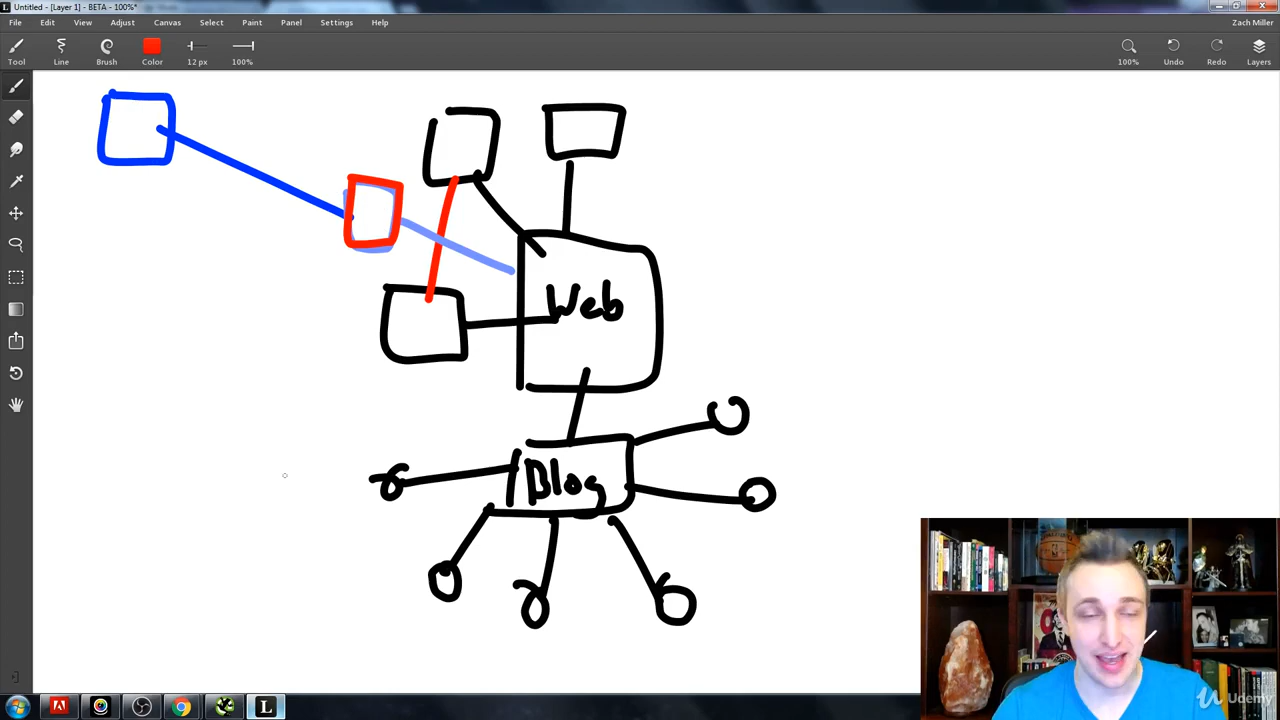 Untitled - [Layer 1] - BETA - 100%*
File Edit View Adjust Canvas Select Paint Panel Settings Help
Zach Miller
Tool Line Brush Color 12 px 100%
100% Undo Redo Layers
Web
Blog
Udemy